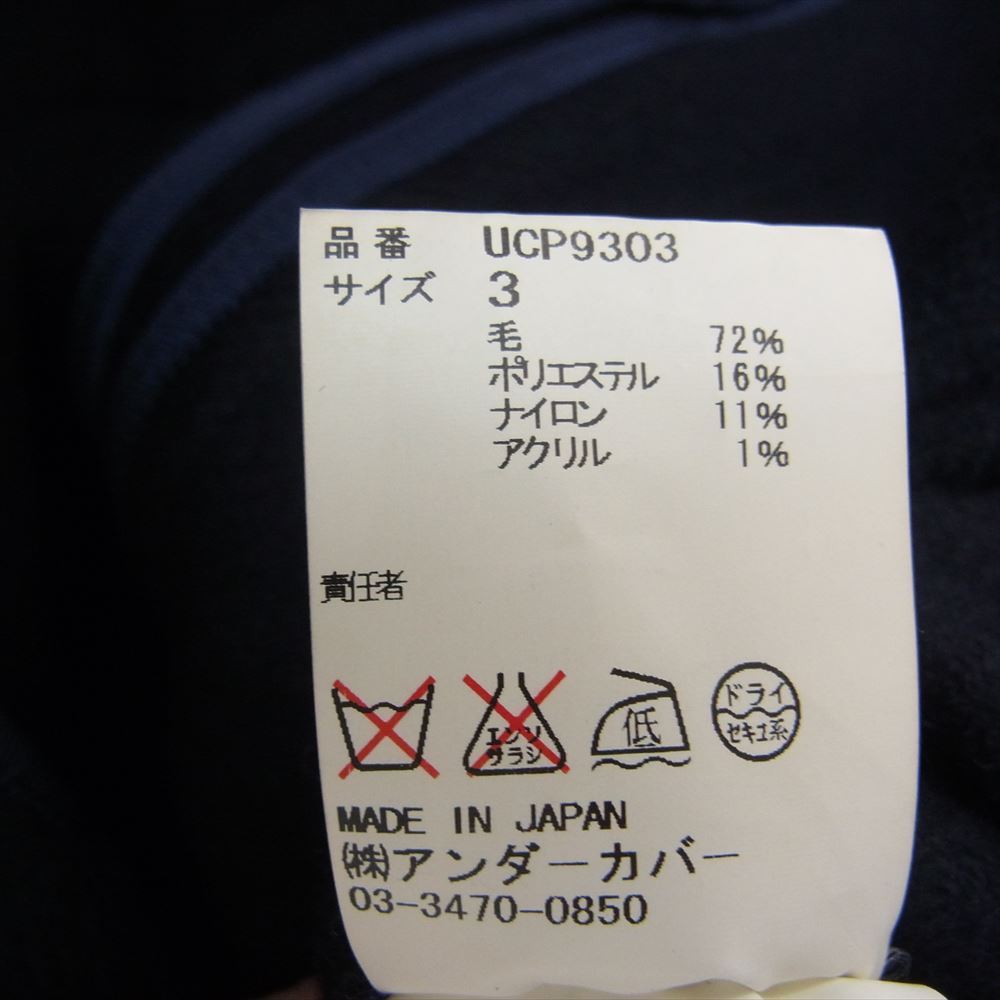 品番 UCP9303
サイズ 3
毛 72%
ポリエステル 16%
ナイロン 11%
アクリル 1%
責任者
エンソ
サラシ
低
ドライ
セキユ系
MADE IN JAPAN
(株)アンダーカバー
03-3470-0850